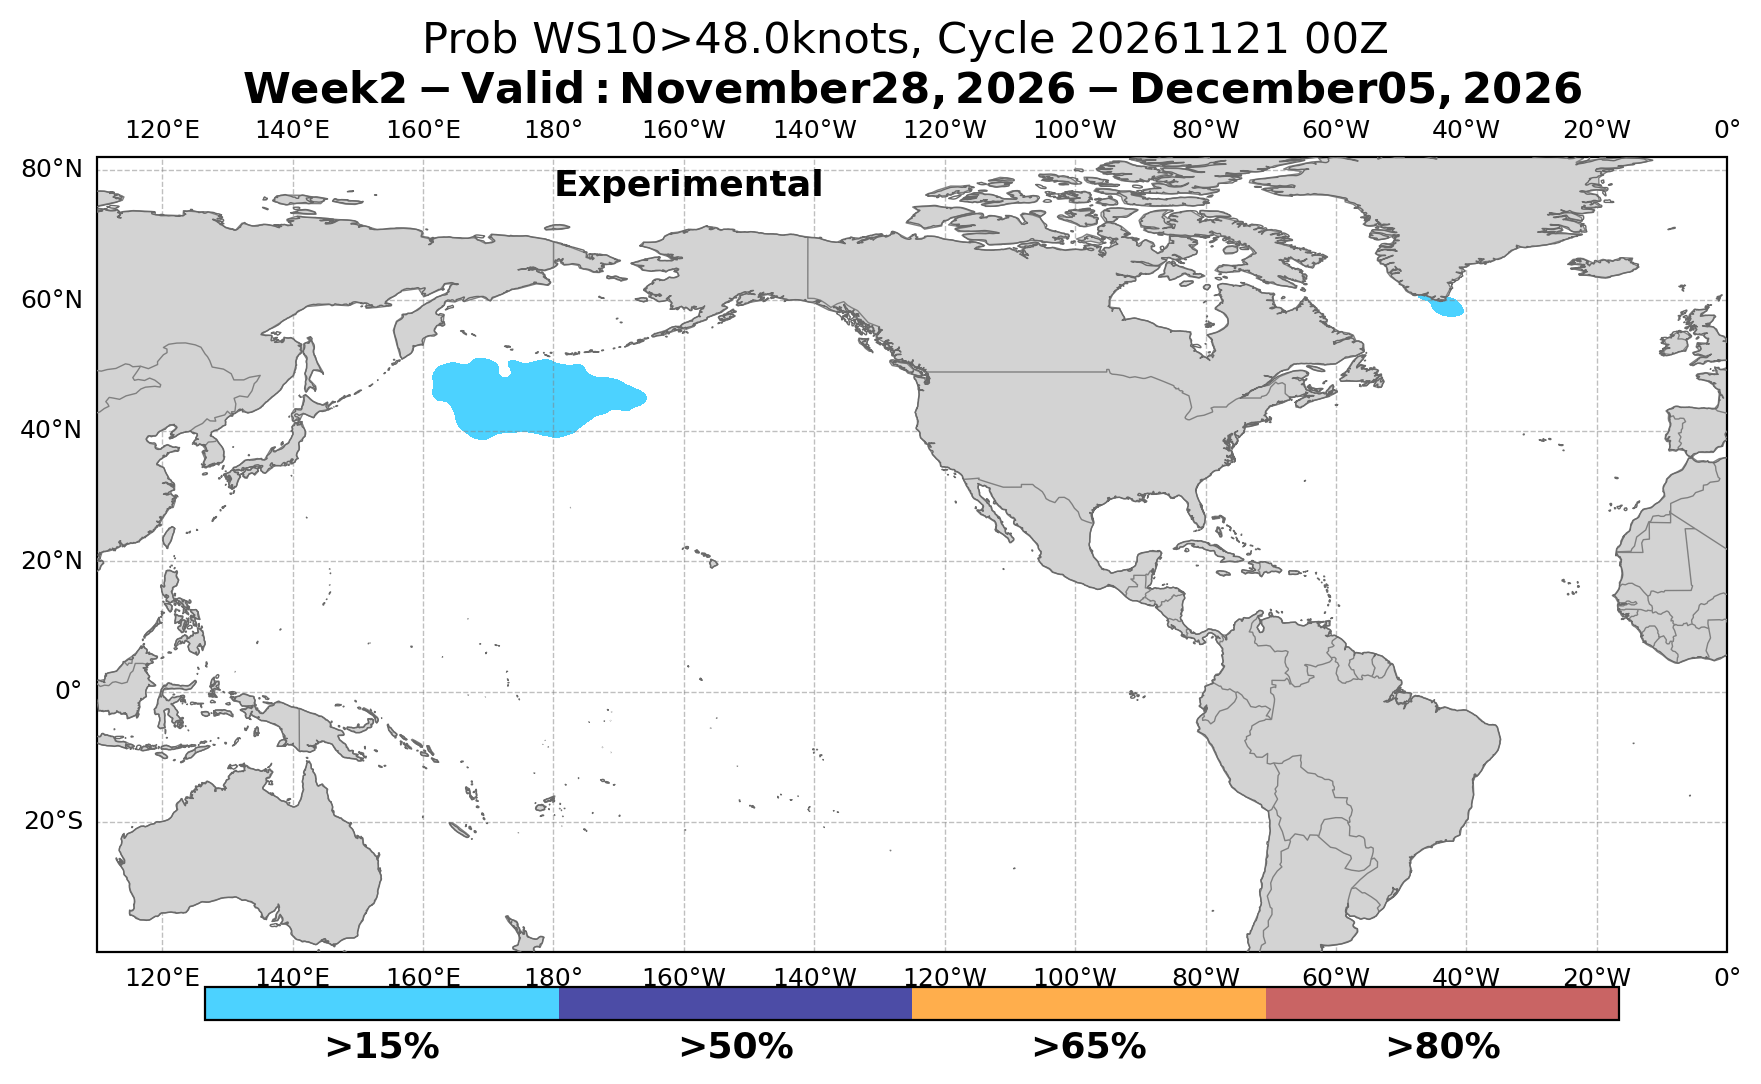 Prob WS10>48.0knots, Cycle 20261121 00Z
Week2 − Valid : November28, 2026 − December05, 2026
120°E 140°E 160°E 180° 160°W 140°W 120°W 100°W 80°W 60°W 40°W 20°W 0°
80°N
Experimental
60°N
40°N
20°N
0°
20°S
120°E 140°E 160°E 180° 160°W 140°W 120°W 100°W 80°W 60°W 40°W 20°W 0°
>15% >50% >65% >80%